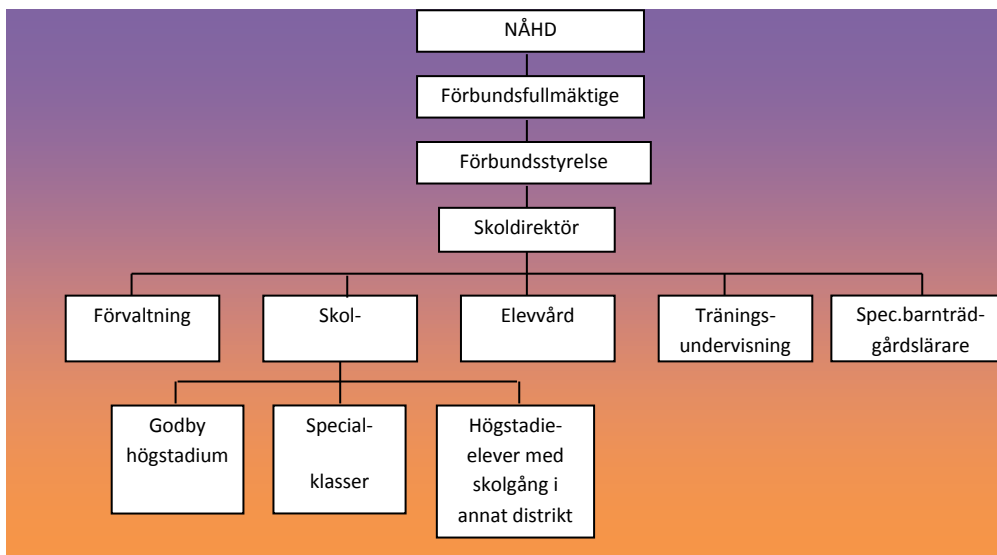 NÅHD
Förbundsfullmäktige
Förbundsstyrelse
Skoldirektör
Förvaltning
Skol-
Elevvård
Tränings-
undervisning
Spec.barnträd-
gårdslärare
Godby
högstadium
Special-
klasser
Högstadie-
elever med
skolgång i
annat distrikt